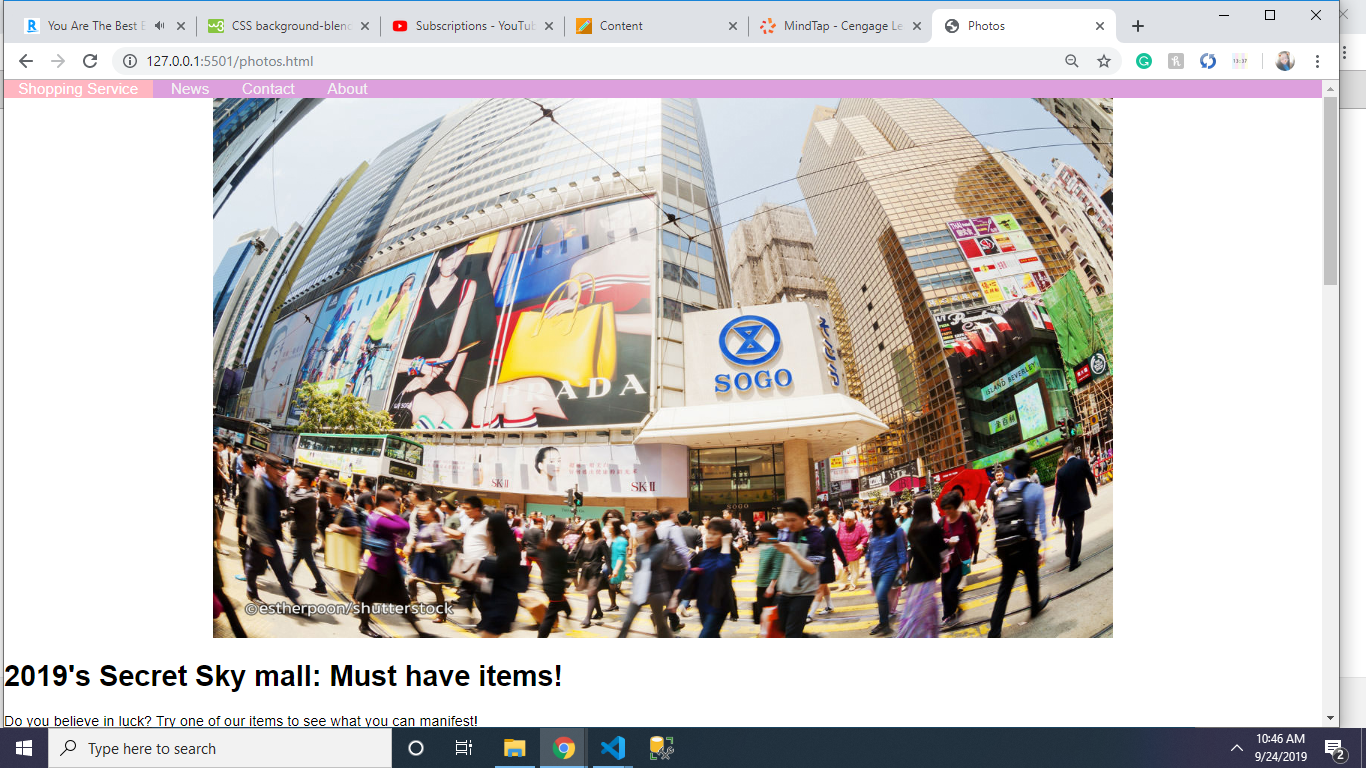 You Are The Best E
CSS background-blend
Subscriptions - YouTub
Content
MindTap - Cengage Le
Photos
127.0.0.1:5501/photos.html
13:37
Shopping Service
News
Contact
About
PRADA
SOGO
SOGO
ISLAND BEVERLEY
SK-II
SK-II
©estherpoon/shutterstock
2019's Secret Sky mall: Must have items!
Do you believe in luck? Try one of our items to see what you can manifest!
Type here to search
10:46 AM
9/24/2019
2